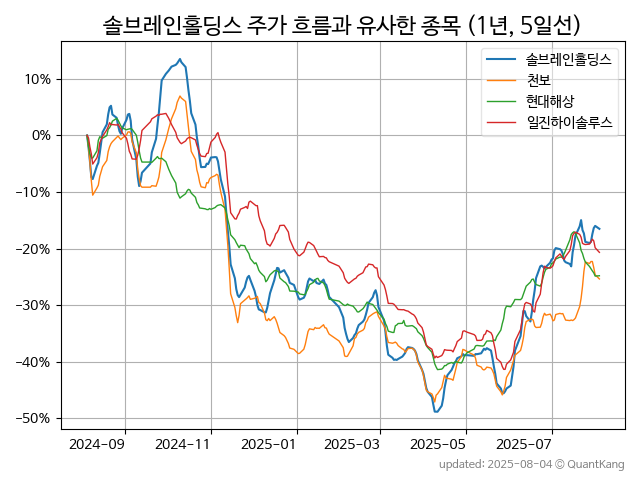 솔브레인홀딩스 주가 흐름과 유사한 종목 (1년, 5일선)
솔브레인홀딩스
천보
현대해상
일진하이솔루스
10%
0%
−10%
−20%
−30%
−40%
−50%
2024-09
2024-11
2025-01
2025-03
2025-05
2025-07
updated: 2025-08-04 © QuantKang